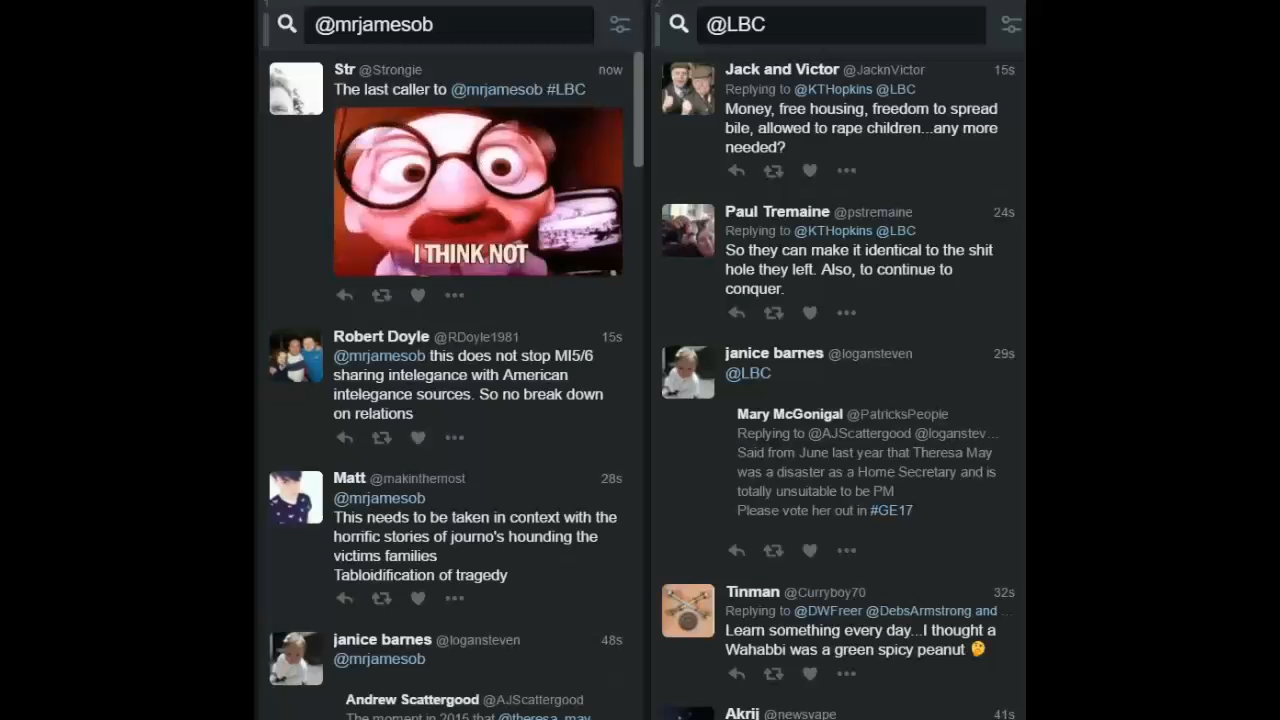 @mrjamesob
Str @Strongie now
The last caller to @mrjamesob #LBC
I THINK NOT
Robert Doyle @RDoyle1981 15s
@mrjamesob this does not stop MI5/6
sharing intelegance with American
intelegance sources. So no break down
on relations
Matt @makinthemost 28s
@mrjamesob
This needs to be taken in context with the
horrific stories of journo's hounding the
victims families
Tabloidification of tragedy
janice barnes @logansteven 48s
@mrjamesob
Andrew Scattergood @AJScattergood
The moment in 2015 that @theresa_may
2
@LBC
Jack and Victor @JacknVictor 15s
Replying to @KTHopkins @LBC
Money, free housing, freedom to spread
bile, allowed to rape children...any more
needed?
Paul Tremaine @pstremaine 24s
Replying to @KTHopkins @LBC
So they can make it identical to the shit
hole they left. Also, to continue to
conquer.
janice barnes @logansteven 29s
@LBC
Mary McGonigal @PatricksPeopie
Replying to @AJScattergood @loganstev...
Said from June last year that Theresa May
was a disaster as a Home Secretary and is
totally unsuitable to be PM
Please vote her out in #GE17
Tinman @Curryboy70 32s
Replying to @DWFreer @DebsArmstrong and ...
Learn something every day...I thought a
Wahabbi was a green spicy peanut 🤔
Akrij @newsvape 41s